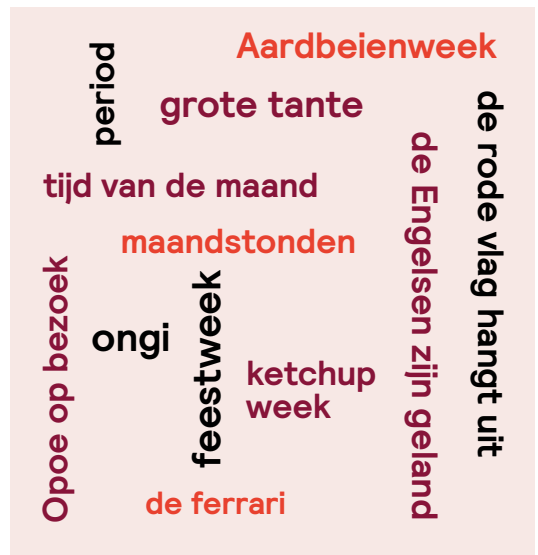 Aardbeienweek
period
grote tante
de rode vlag hangt uit
de Engelsen zijn geland
tijd van de maand
maandstonden
Opoe op bezoek
feestweek
ongi
ketchup
week
de ferrari